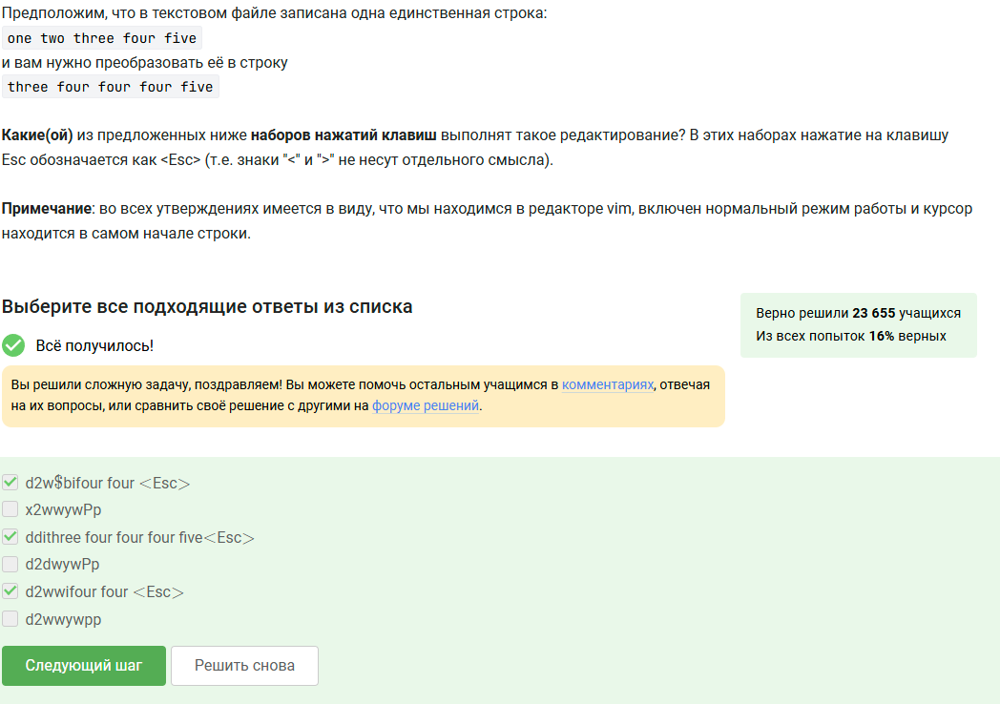 Предположим, что в текстовом файле записана одна единственная строка:
one two three four five
и вам нужно преобразовать её в строку
three four four four five
Какие(ой) из предложенных ниже наборов нажатий клавиш выполнят такое редактирование? В этих наборах нажатие на клавишу
Esc обозначается как <Esc> (т.е. знаки "<" и ">" не несут отдельного смысла).
Примечание: во всех утверждениях имеется в виду, что мы находимся в редакторе vim, включен нормальный режим работы и курсор
находится в самом начале строки.
Выберите все подходящие ответы из списка
Верно решили 23 655 учащихся
Из всех попыток 16% верных
Всё получилось!
Вы решили сложную задачу, поздравляем! Вы можете помочь остальным учащимся в комментариях, отвечая
на их вопросы, или сравнить своё решение с другими на форуме решений.
d2w$bifour four <Esc>
x2wwywPp
ddithree four four four five<Esc>
d2dwywPp
d2wwifour four <Esc>
d2wwywpp
Следующий шаг
Решить снова